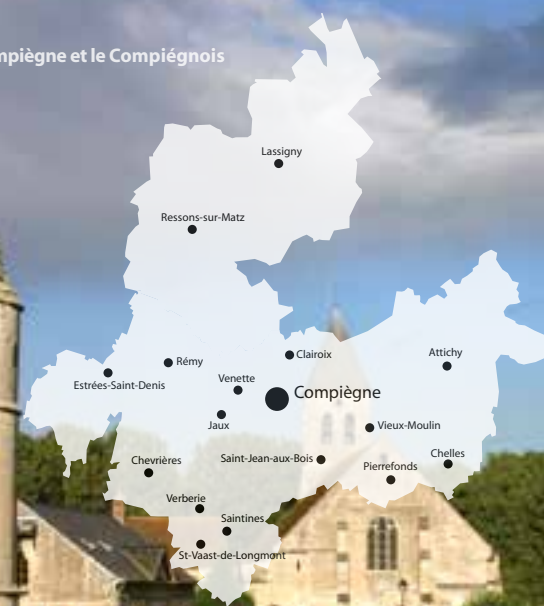 mpiègne et le Compiégnois
Lassigny
Ressons-sur-Matz
Clairoix
Attichy
Rémy
Estrées-Saint-Denis
Venette
Compiègne
Jaux
Vieux-Moulin
Chelles
Saint-Jean-aux-Bois
Chevrières
Pierrefonds
Verberie
Saintines
St-Vaast-de-Longmont